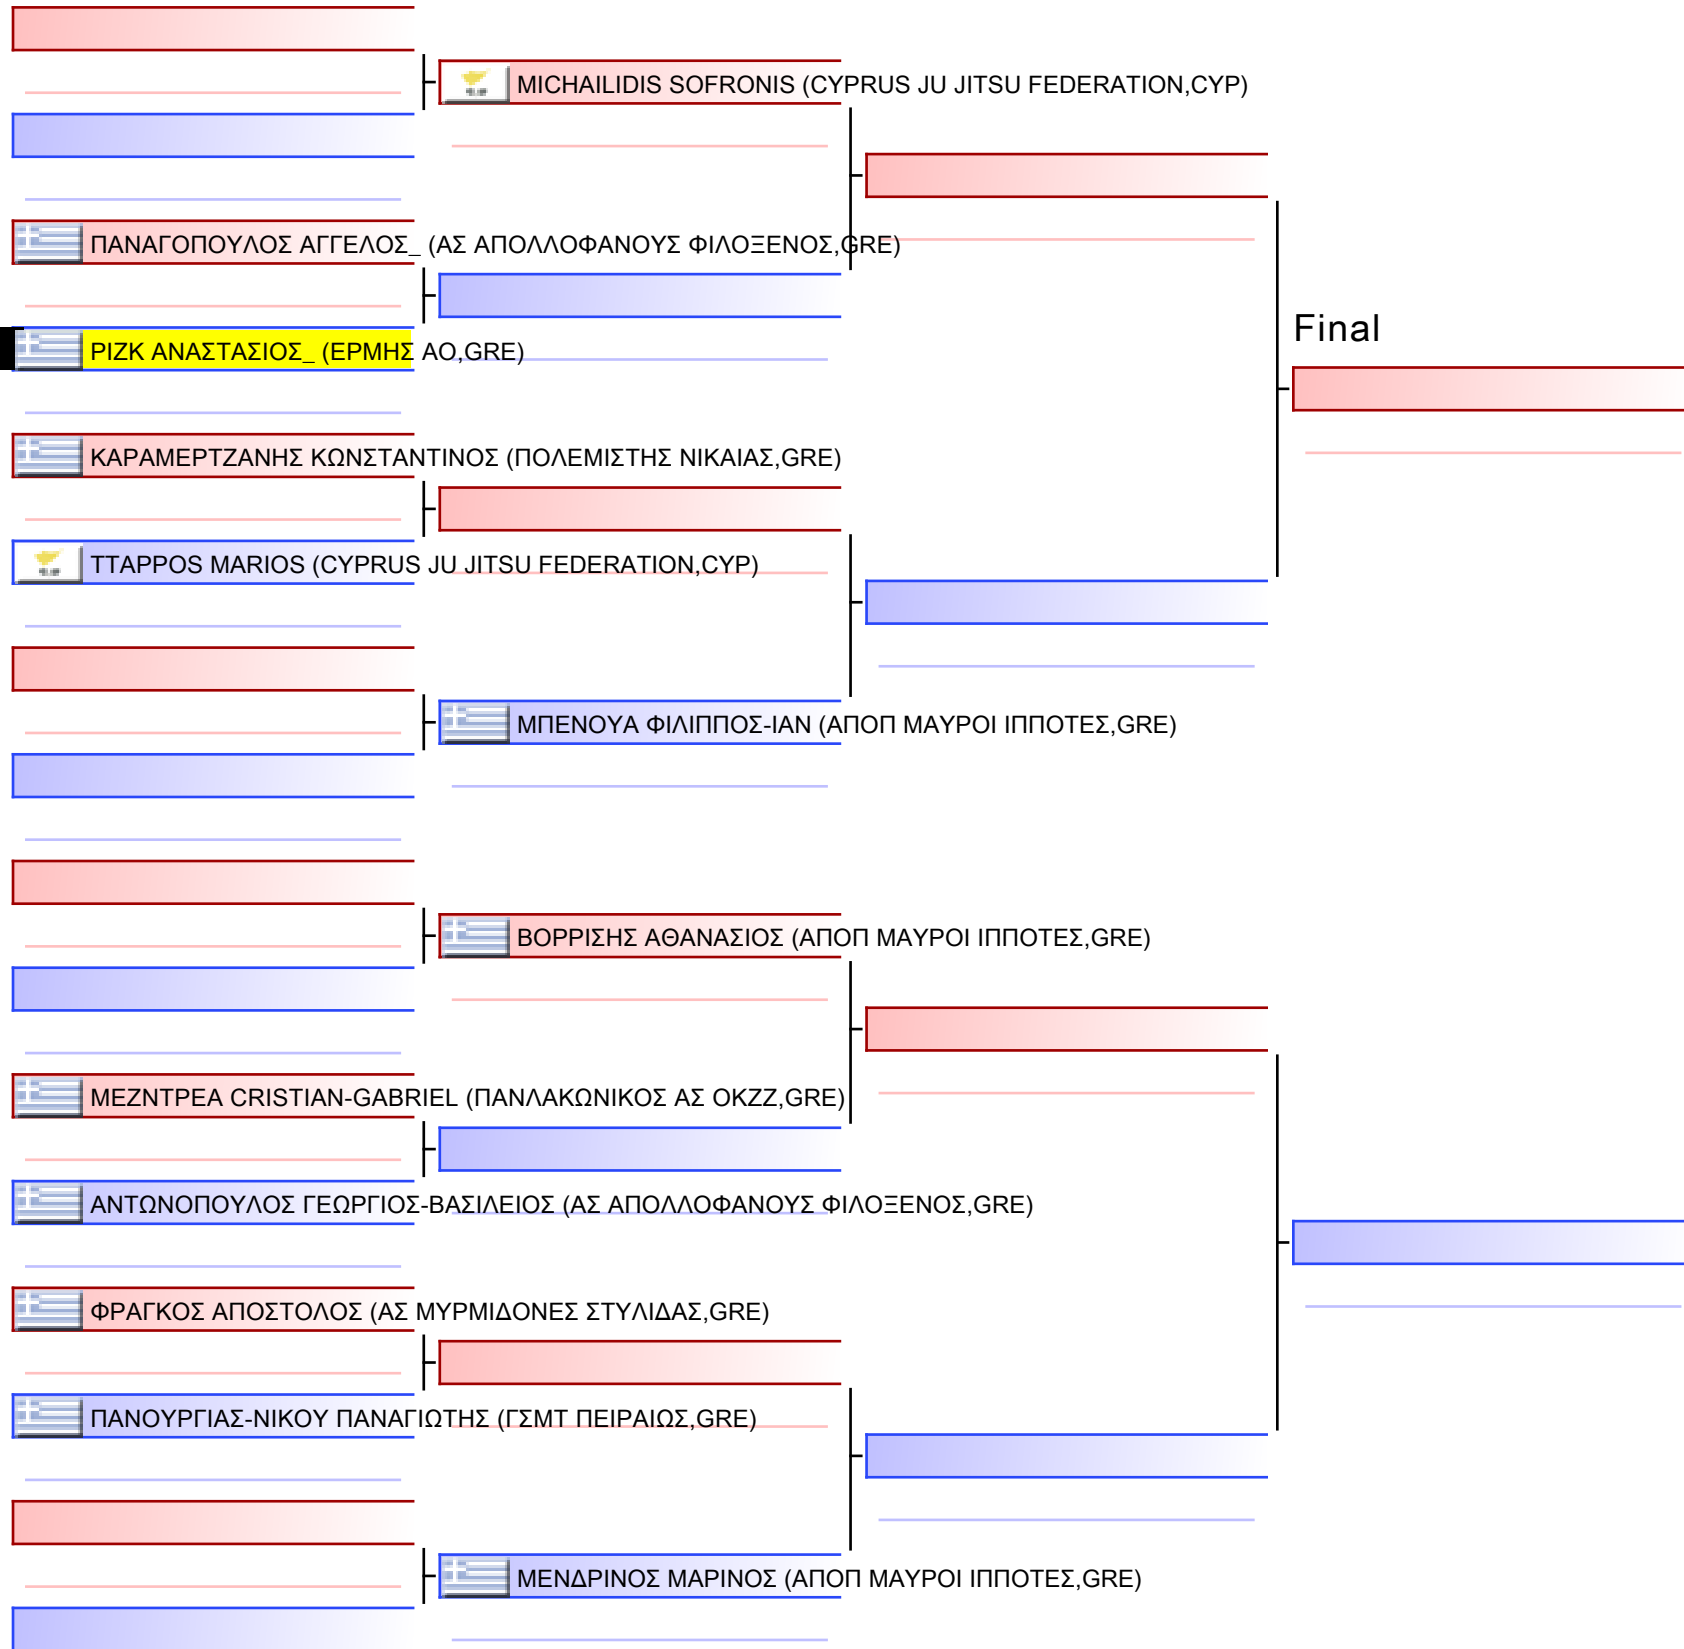 MICHAILIDIS SOFRONIS (CYPRUS JU JITSU FEDERATION,CYP)
ΠΑΝΑΓΟΠΟΥΛΟΣ ΑΓΓΕΛΟΣ_ (ΑΣ ΑΠΟΛΛΟΦΑΝΟΥΣ ΦΙΛΟΞΕΝΟΣ,GRE)
Final
ΡΙΖΚ ΑΝΑΣΤΑΣΙΟΣ_ (ΕΡΜΗΣ ΑΟ,GRE)
ΚΑΡΑΜΕΡΤΖΑΝΗΣ ΚΩΝΣΤΑΝΤΙΝΟΣ (ΠΟΛΕΜΙΣΤΗΣ ΝΙΚΑΙΑΣ,GRE)
TTAPPOS MARIOS (CYPRUS JU JITSU FEDERATION,CYP)
ΜΠΕΝΟΥΑ ΦΙΛΙΠΠΟΣ-ΙΑΝ (ΑΠΟΠ ΜΑΥΡΟΙ ΙΠΠΟΤΕΣ,GRE)
ΒΟΡΡΙΣΗΣ ΑΘΑΝΑΣΙΟΣ (ΑΠΟΠ ΜΑΥΡΟΙ ΙΠΠΟΤΕΣ,GRE)
ΜΕΖΝΤΡΕΑ CRISTIAN-GABRIEL (ΠΑΝΛΑΚΩΝΙΚΟΣ ΑΣ ΟΚΖΖ,GRE)
ΑΝΤΩΝΟΠΟΥΛΟΣ ΓΕΩΡΓΙΟΣ-ΒΑΣΙΛΕΙΟΣ (ΑΣ ΑΠΟΛΛΟΦΑΝΟΥΣ ΦΙΛΟΞΕΝΟΣ,GRE)
ΦΡΑΓΚΟΣ ΑΠΟΣΤΟΛΟΣ (ΑΣ ΜΥΡΜΙΔΟΝΕΣ ΣΤΥΛΙΔΑΣ,GRE)
ΠΑΝΟΥΡΓΙΑΣ-ΝΙΚΟΥ ΠΑΝΑΓΙΩΤΗΣ (ΓΣΜΤ ΠΕΙΡΑΙΩΣ,GRE)
ΜΕΝΔΡΙΝΟΣ ΜΑΡΙΝΟΣ (ΑΠΟΠ ΜΑΥΡΟΙ ΙΠΠΟΤΕΣ,GRE)